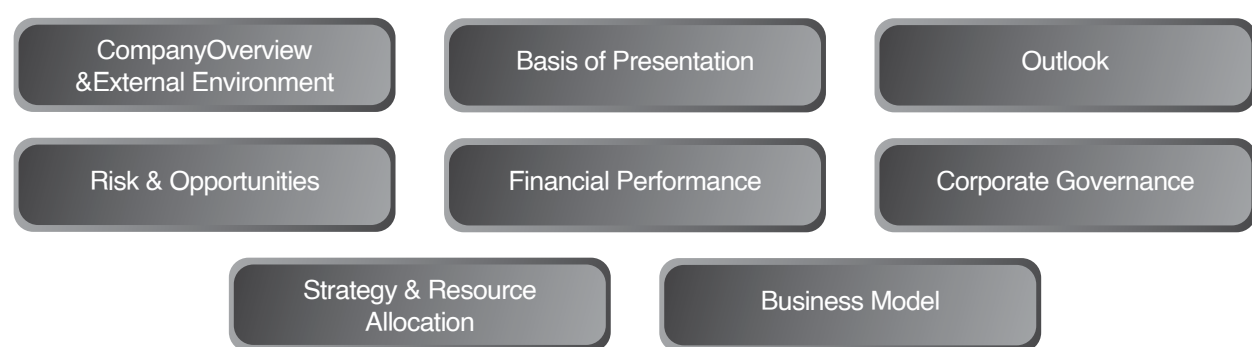 CompanyOverview
&External Environment
Basis of Presentation
Outlook
Risk & Opportunities
Financial Performance
Corporate Governance
Strategy & Resource
Allocation
Business Model